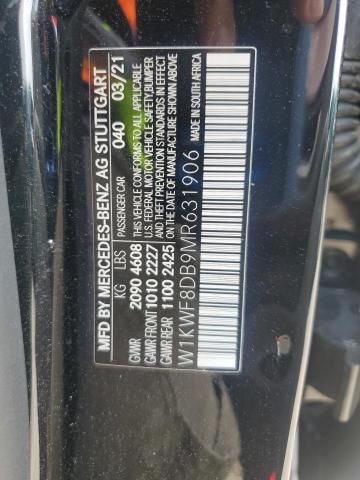 MFD BY MERCEDES-BENZ AG STUTTGART
PASSENGER CAR 040 03/21
KG LBS THIS VEHICLE CONFORMS TO ALL APPLICABLE
GVWR 2090 4608 U.S. FEDERAL MOTOR VEHICLE SAFETY, BUMPER
GAWR FRONT 1010 2227 AND THEFT PREVENTION STANDARDS IN EFFECT
GAWR REAR 1100 2425 ON THE DATE OF MANUFACTURE SHOWN ABOVE
MADE IN SOUTH AFRICA
W1KWF8DB9MR631906